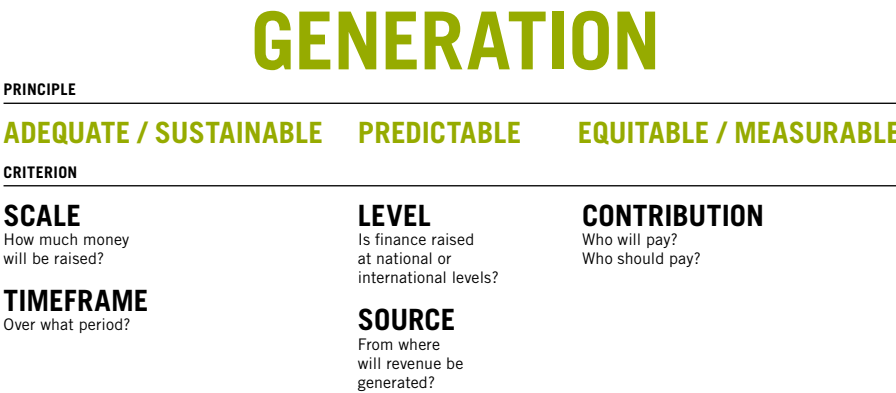 GENERATION
PRINCIPLE
ADEQUATE / SUSTAINABLE
PREDICTABLE
EQUITABLE / MEASURABLE
CRITERION
SCALE
How much money
will be raised?
TIMEFRAME
Over what period?
LEVEL
Is finance raised
at national or
international levels?
SOURCE
From where
will revenue be
generated?
CONTRIBUTION
Who will pay?
Who should pay?